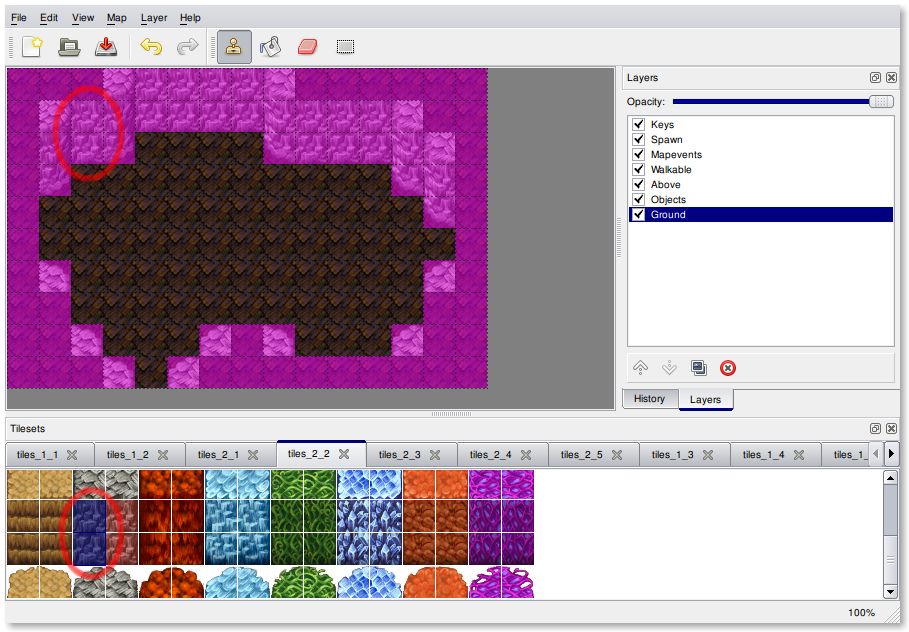 File Edit View Map Layer Help
Layers
Opacity:
Keys
Spawn
Mapevents
Walkable
Above
Objects
Ground
History Layers
Tilesets
tiles_1_1 tiles_1_2 tiles_2_1 tiles_2_2 tiles_2_3 tiles_2_4 tiles_2_5 tiles_1_3 tiles_1_4 tiles_1_
100%